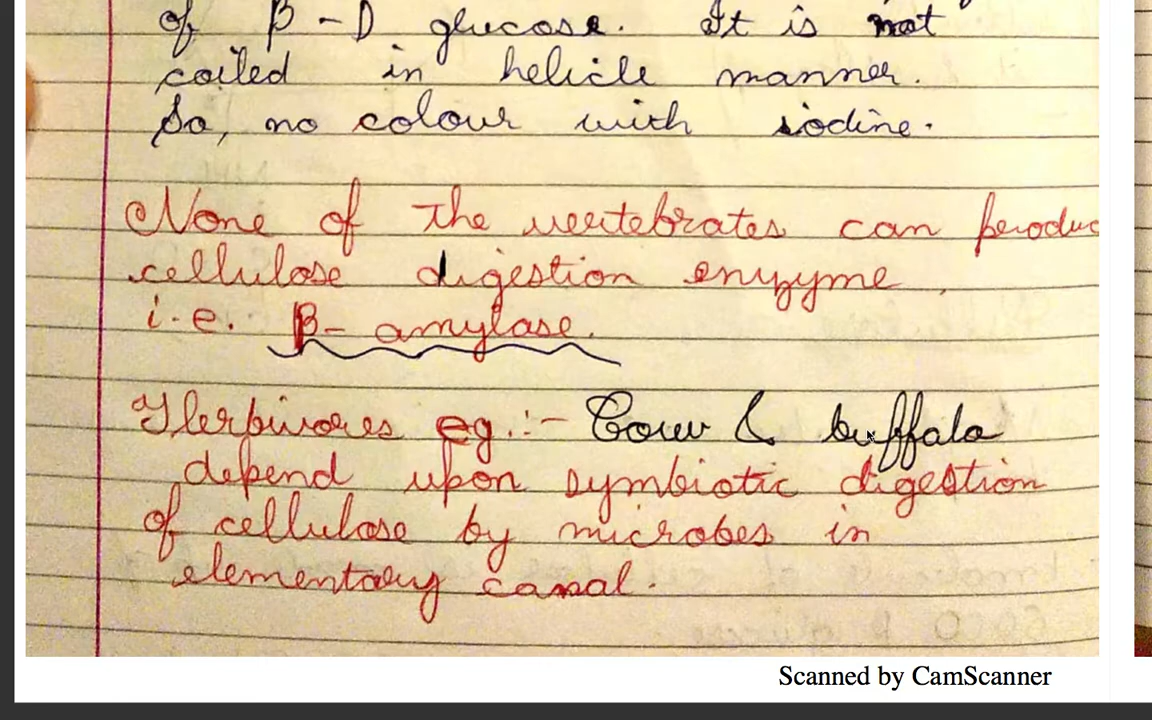 of β - D glucose. It is not
coiled in helicle manner.
So, no colour with iodine.
None of the vertebrates can produc
cellulose digestion enzyme
i.e. β- amylase.
Herbivores eg.:- Cow & buffalo
depend upon symbiotic digestion
of cellulose by microbes in
elementary canal.
Scanned by CamScanner